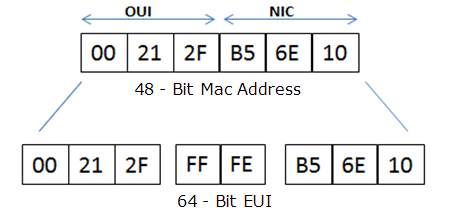 OUI NIC
00 21 2F B5 6E 10
48 - Bit Mac Address
00 21 2F FF FE B5 6E 10
64 - Bit EUI